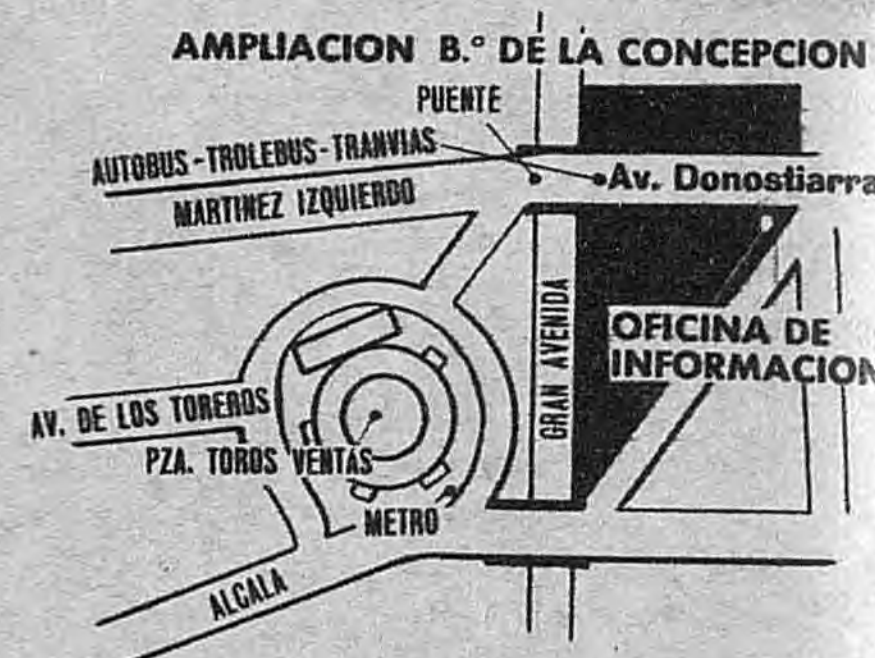 AMPLIACION B.º DE LA CONCEPCION
PUENTE
AUTOBUS-TROLEBUS-TRANVIAS
Av. Donostiarra
MARTINEZ IZQUIERDO
GRAN AVENIDA
OFICINA DE
INFORMACION
AV. DE LOS TOREROS
PZA. TOROS VENTAS
METRO
ALCALA